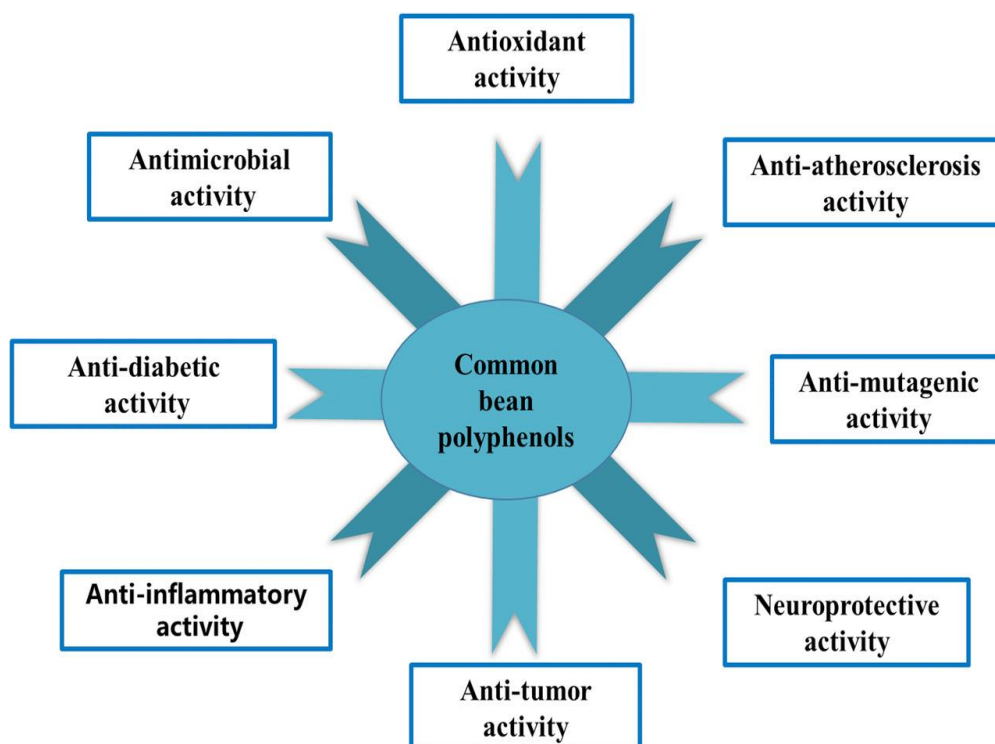 Antioxidant
activity
Antimicrobial
activity
Anti-atherosclerosis
activity
Anti-diabetic
activity
Common
bean
polyphenols
Anti-mutagenic
activity
Anti-inflammatory
activity
Neuroprotective
activity
Anti-tumor
activity